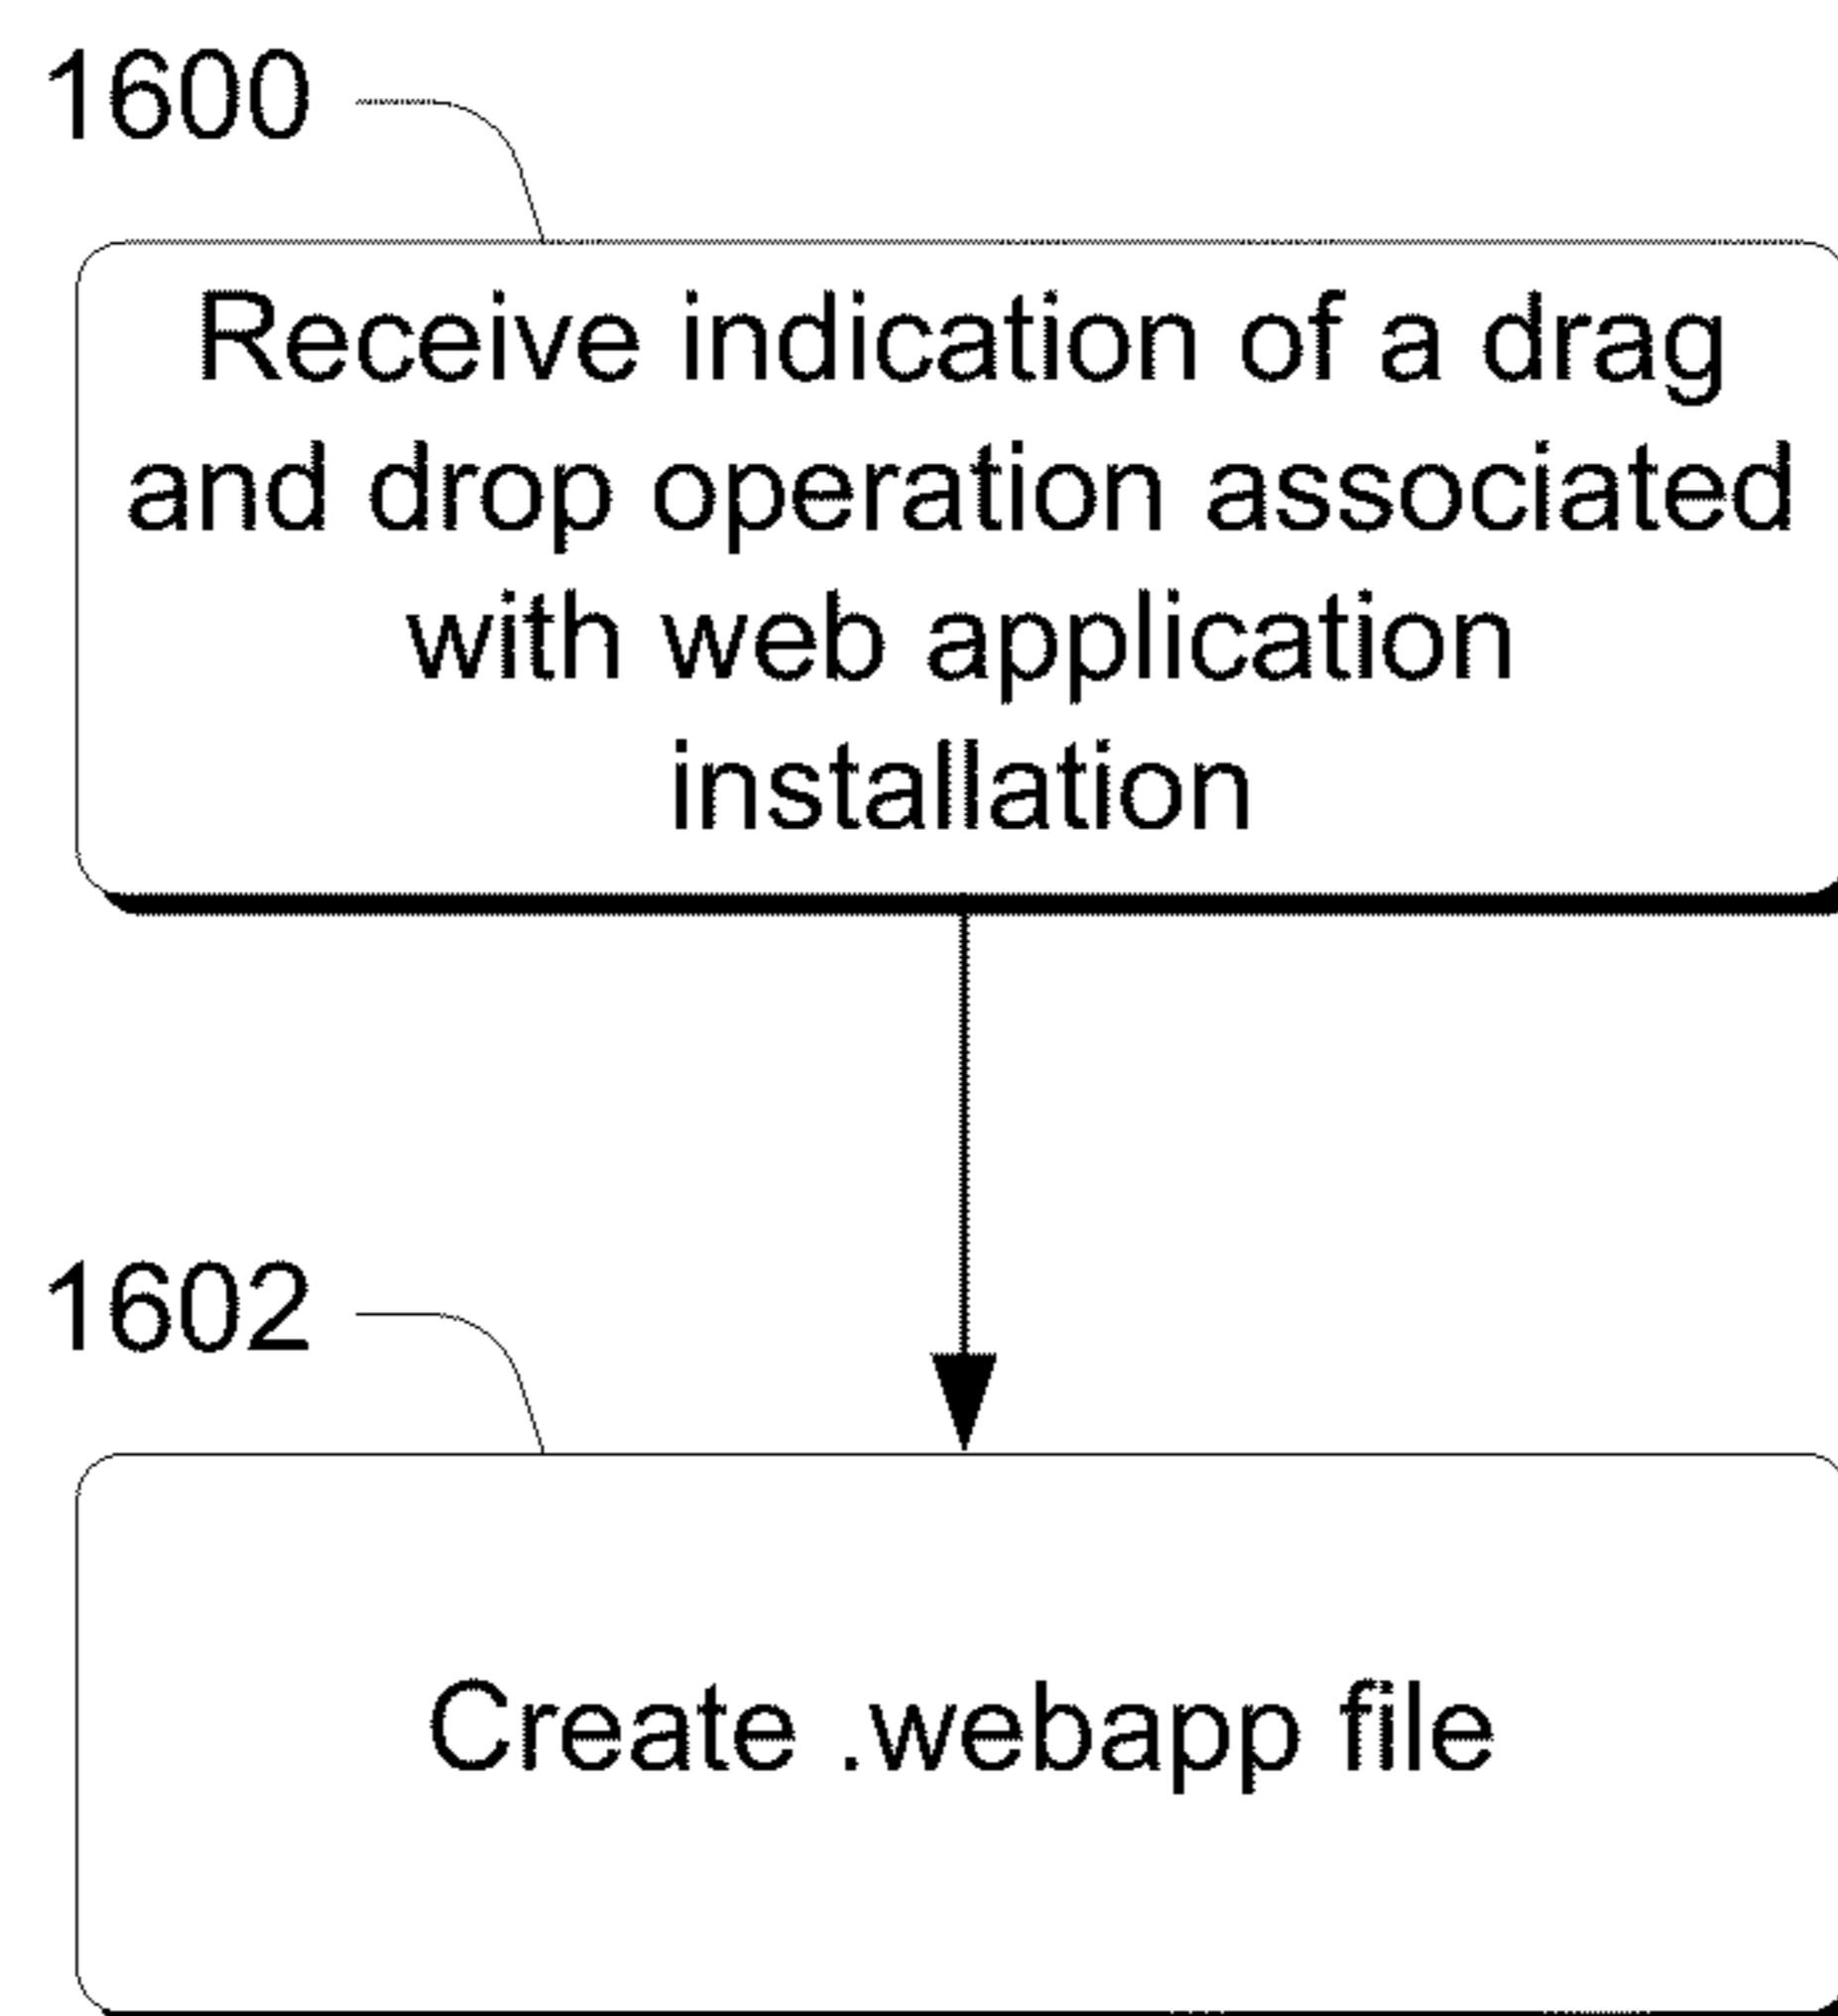 1600
Receive indication of a drag
and drop operation associated
with web application
installation
1602
Create .webapp file